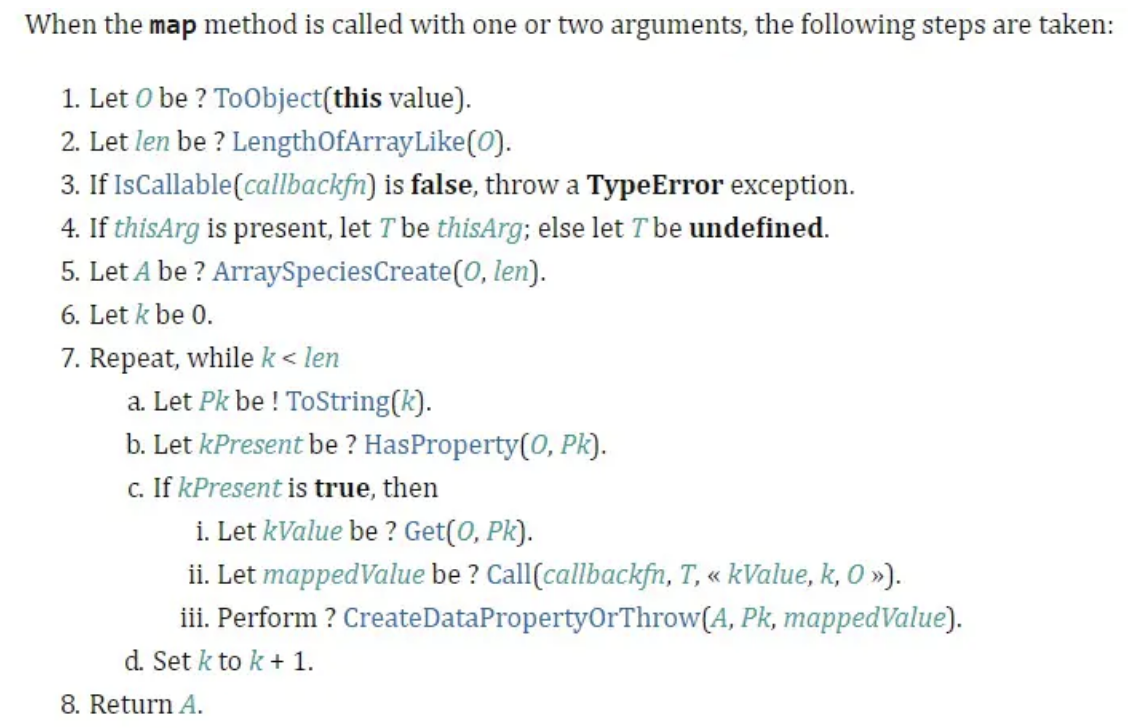 When the map method is called with one or two arguments, the following steps are taken:
1. Let O be ? ToObject(this value).
2. Let len be ? LengthOfArrayLike(O).
3. If IsCallable(callbackfn) is false, throw a TypeError exception.
4. If thisArg is present, let T be thisArg; else let T be undefined.
5. Let A be ? ArraySpeciesCreate(O, len).
6. Let k be 0.
7. Repeat, while k < len
a. Let Pk be ! ToString(k).
b. Let kPresent be ? HasProperty(O, Pk).
c. If kPresent is true, then
i. Let kValue be ? Get(O, Pk).
ii. Let mappedValue be ? Call(callbackfn, T, « kValue, k, O »).
iii. Perform ? CreateDataPropertyOrThrow(A, Pk, mappedValue).
d. Set k to k + 1.
8. Return A.